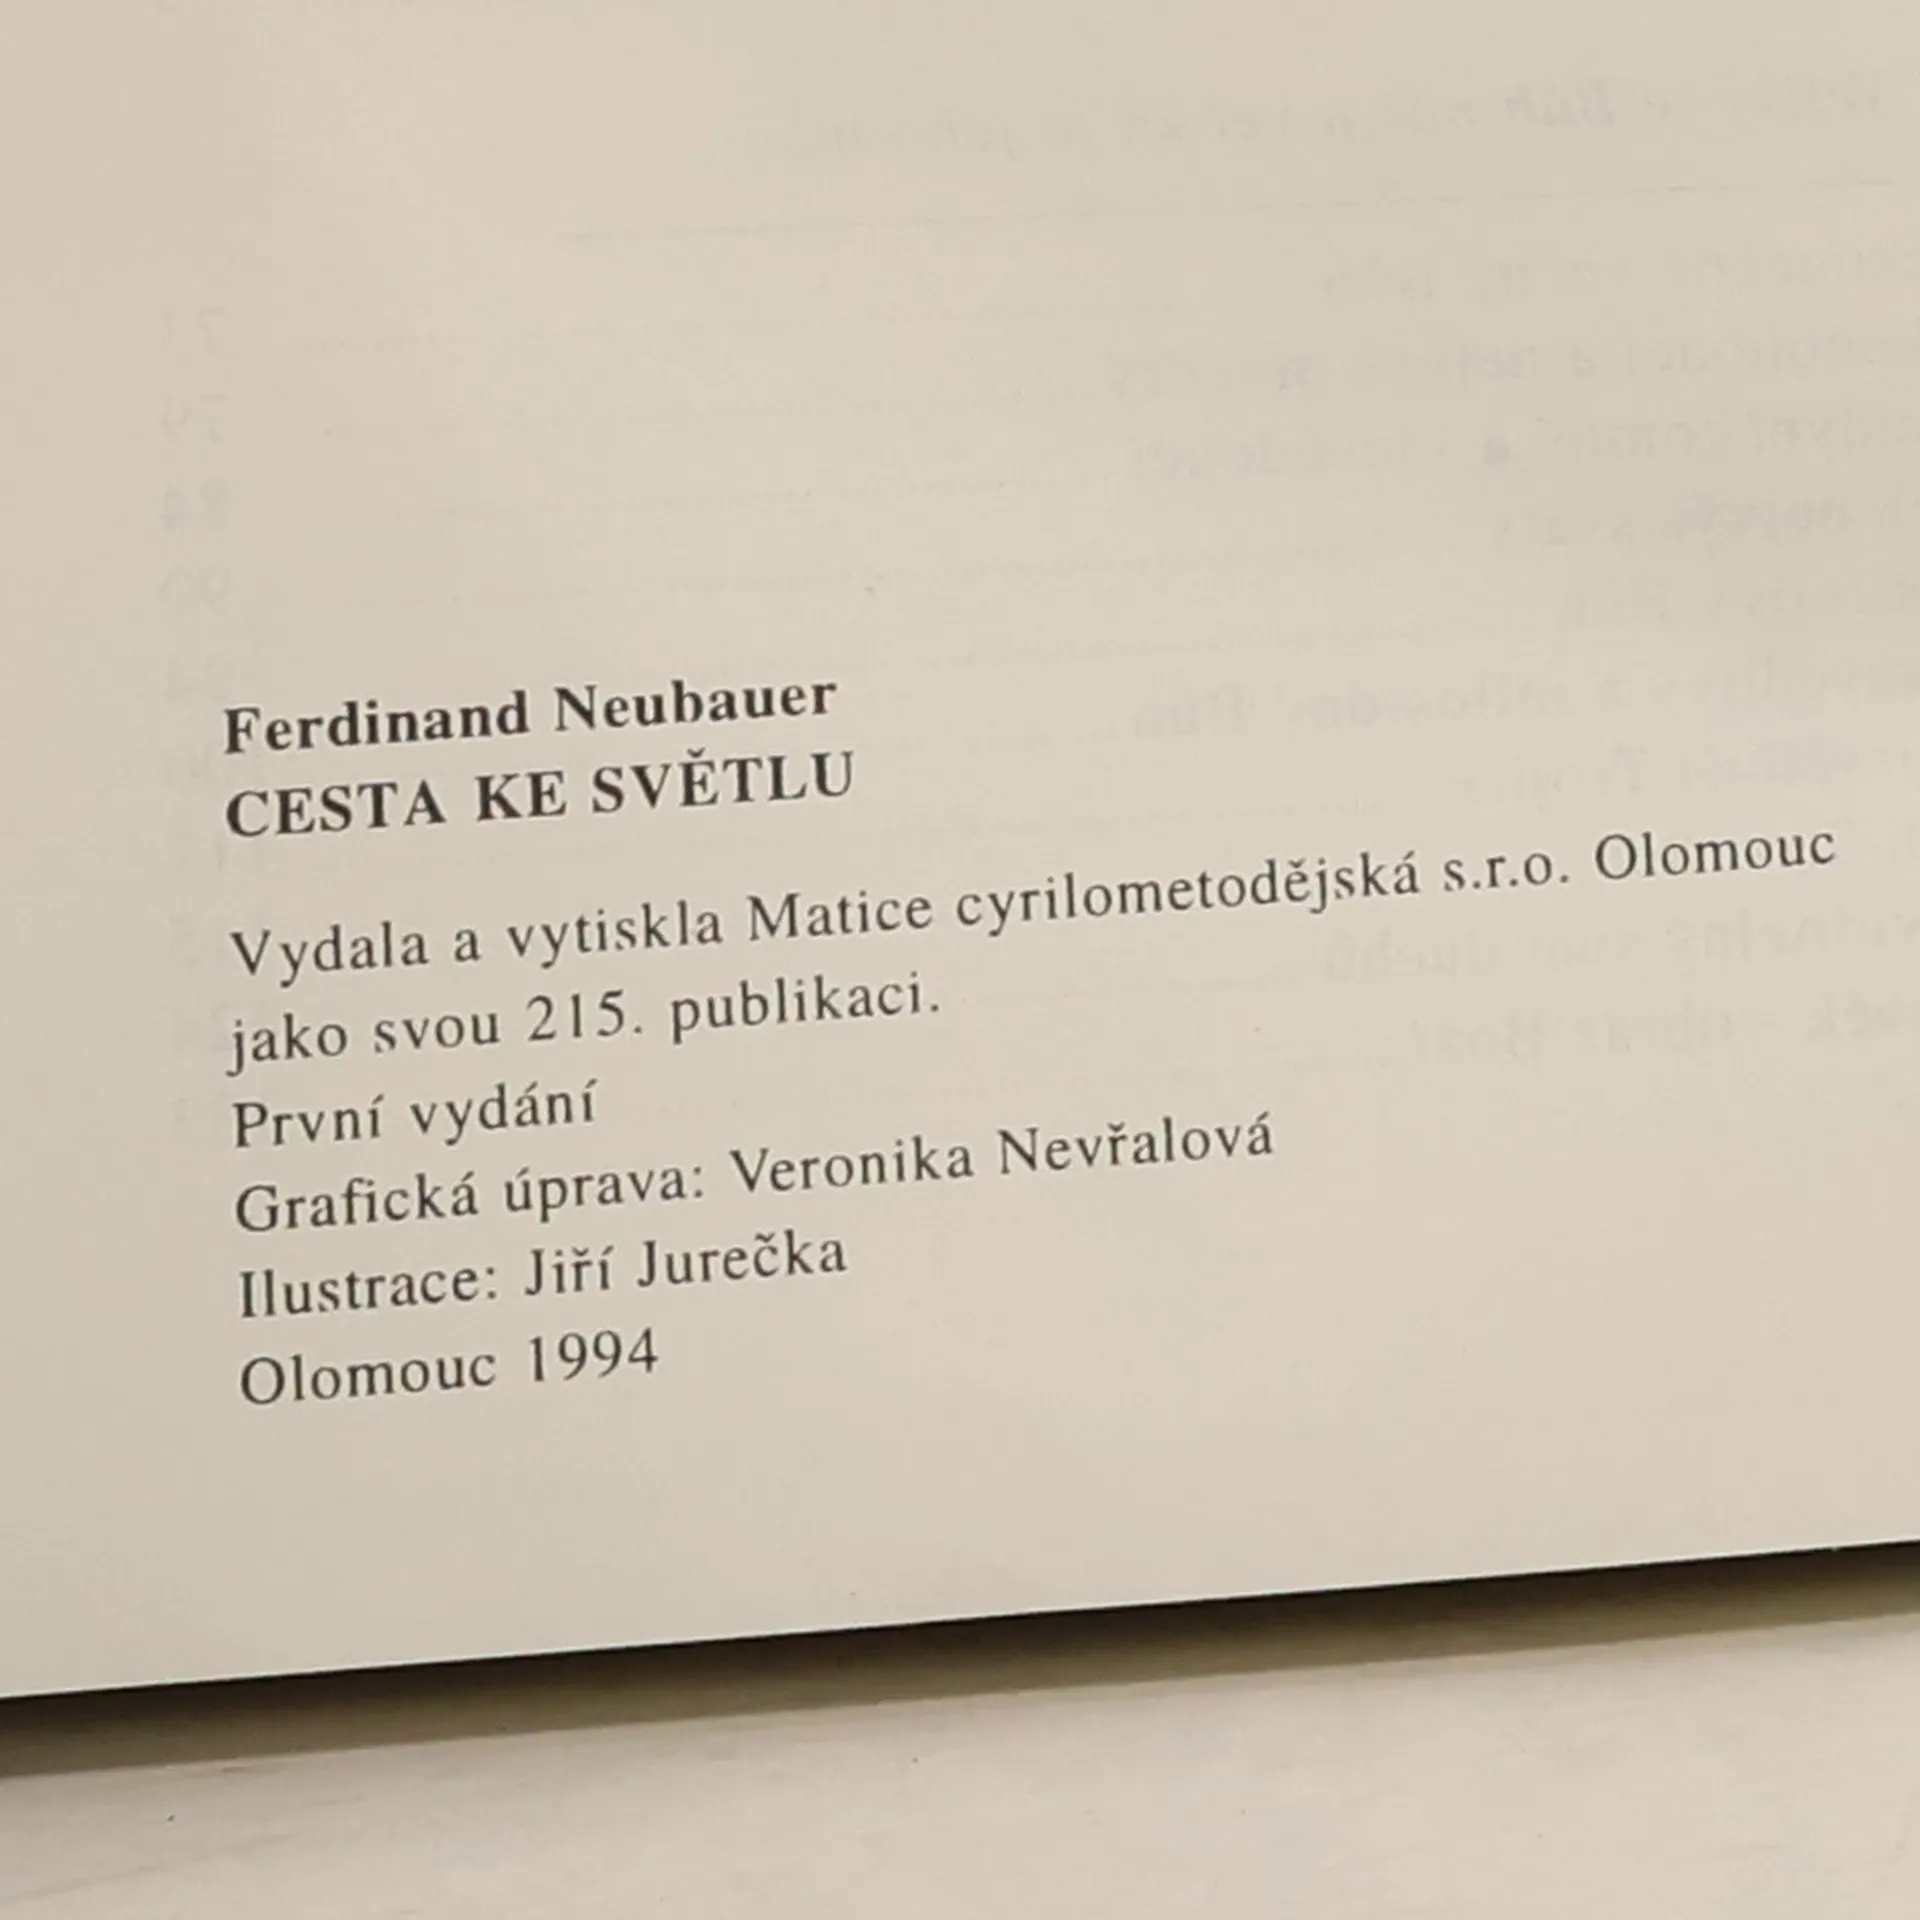 Ferdinand Neubauer
CESTA KE SVĚTLU
Vydala a vytiskla Matice cyrilometodějská s.r.o. Olomouc
jako svou 215. publikaci.
První vydání
Grafická úprava: Veronika Nevřalová
Ilustrace: Jiří Jurečka
Olomouc 1994